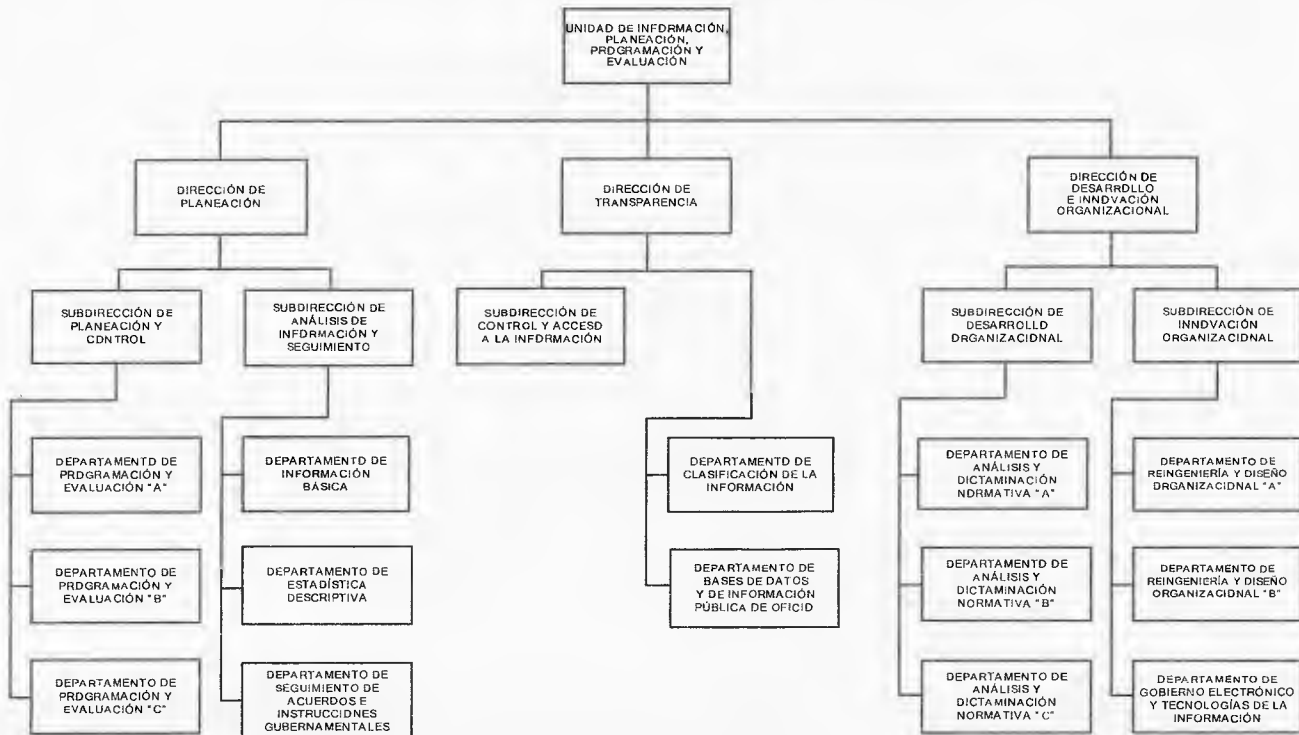 UNIDAD DE INFDRMACIÓN,
PLANEACIÓN,
PRDGRAMACIÓN Y
EVALUACIÓN
DIRECCIÓN DE
PLANEACIÓN
DIRECCIÓN DE
TRANSPARENCIA
DIRECCIÓN DE
DESARRDLLO
E INNDVACIÓN
ORGANIZACIONAL
SUBDIRECCIÓN DE
PLANEACIÓN Y
CDNTROL
SUBDIRECCIÓN DE
ANÁLISIS DE
INFDRMACIÓN Y
SEGUIMIENTO
SUBDIRECCIÓN DE
CONTROL Y ACCESD
A LA INFDRMACIÓN
SUBDIRECCIÓN DE
DESARROLLD
DRGANIZACIDNAL
SUBDIRECCIÓN DE
INNDVACIÓN
ORGANIZACIDNAL
DEPARTAMENTD DE
PRDGRAMACIÓN Y
EVALUACIÓN "A"
DEPARTAMENTD DE
INFORMACIÓN
BÁSICA
DEPARTAMENTD DE
CLASIFICACIÓN DE LA
INFORMACIÓN
DEPARTAMENTO DE
ANÁLISIS Y
DICTAMINACIÓN
NDRMATIVA "A"
DEPARTAMENTO DE
REINGENIERÍA Y DISEÑO
DRGANIZACIDNAL "A"
DEPARTAMENTO DE
PRDGRAMACIÓN Y
EVALUACIÓN "B"
DEPARTAMENTO DE
ESTADÍSTICA
DESCRIPTIVA
DEPARTAMENTO DE
BASES DE DATOS
Y DE INFORMACIÓN
PÚBLICA DE OFICID
DEPARTAMENTD DE
ANÁLISIS Y
DICTAMINACIÓN
NORMATIVA "B"
DEPARTAMENTO DE
REINGENIERÍA Y DISEÑO
ORGANIZACIDNAL "B"
DEPARTAMENTO DE
PRDGRAMACIÓN Y
EVALUACIÓN "C"
DEPARTAMENTO DE
SEGUIMIENTO DE
ACUERDOS E
INSTRUCCIDNES
GUBERNAMENTALES
DEPARTAMENTD DE
ANÁLISIS Y
DICTAMINACIÓN
NORMATIVA "C"
DEPARTAMENTO DE
GOBIERNO ELECTRÓNICO
Y TECNOLOGÍAS DE LA
INFORMACIÓN